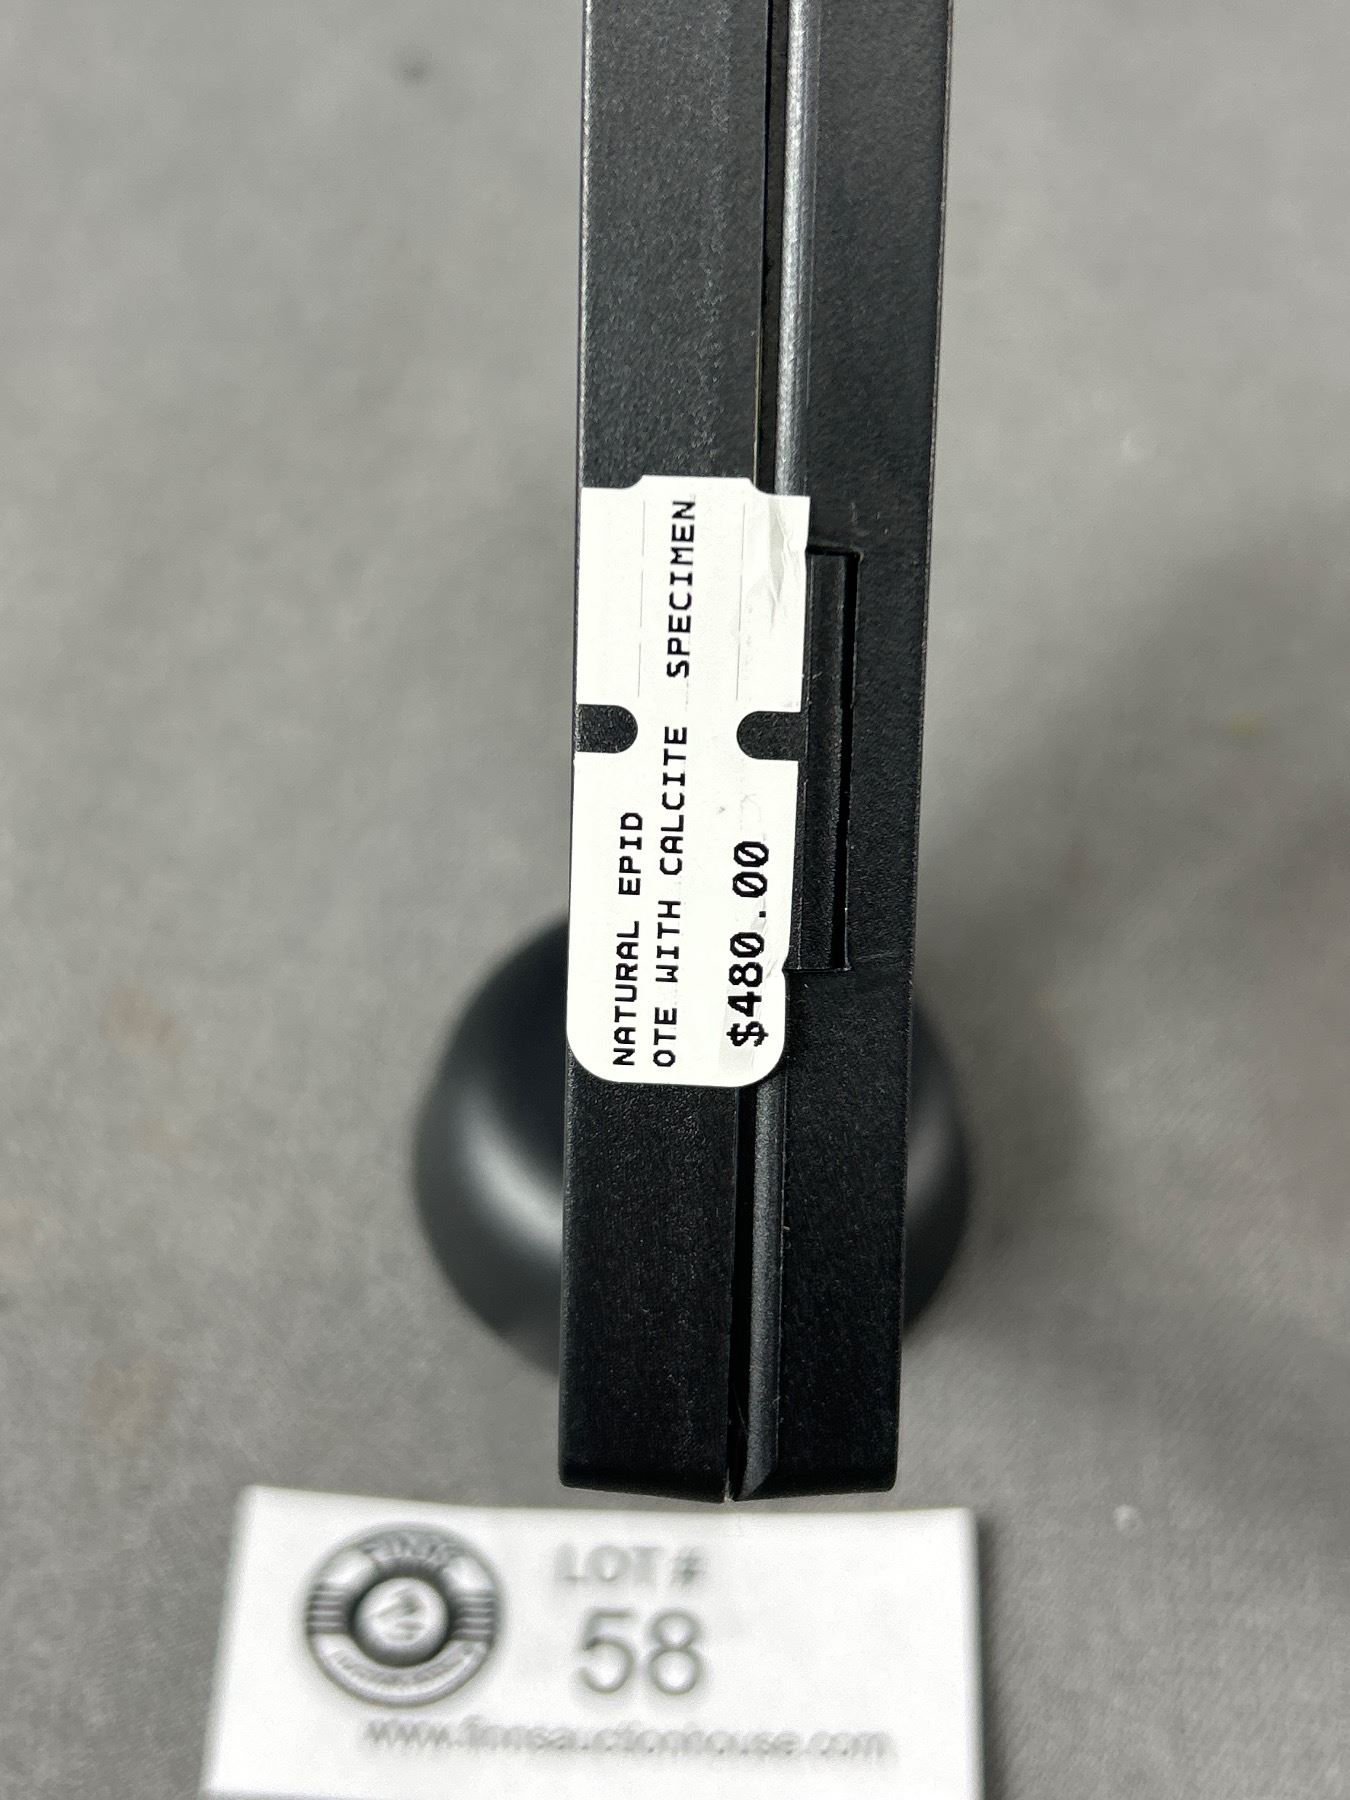 NATURAL EPID
OTE WITH CALCITE SPECIMEN
$480.00
LOT #
58
www.finnsauctionhouse.com